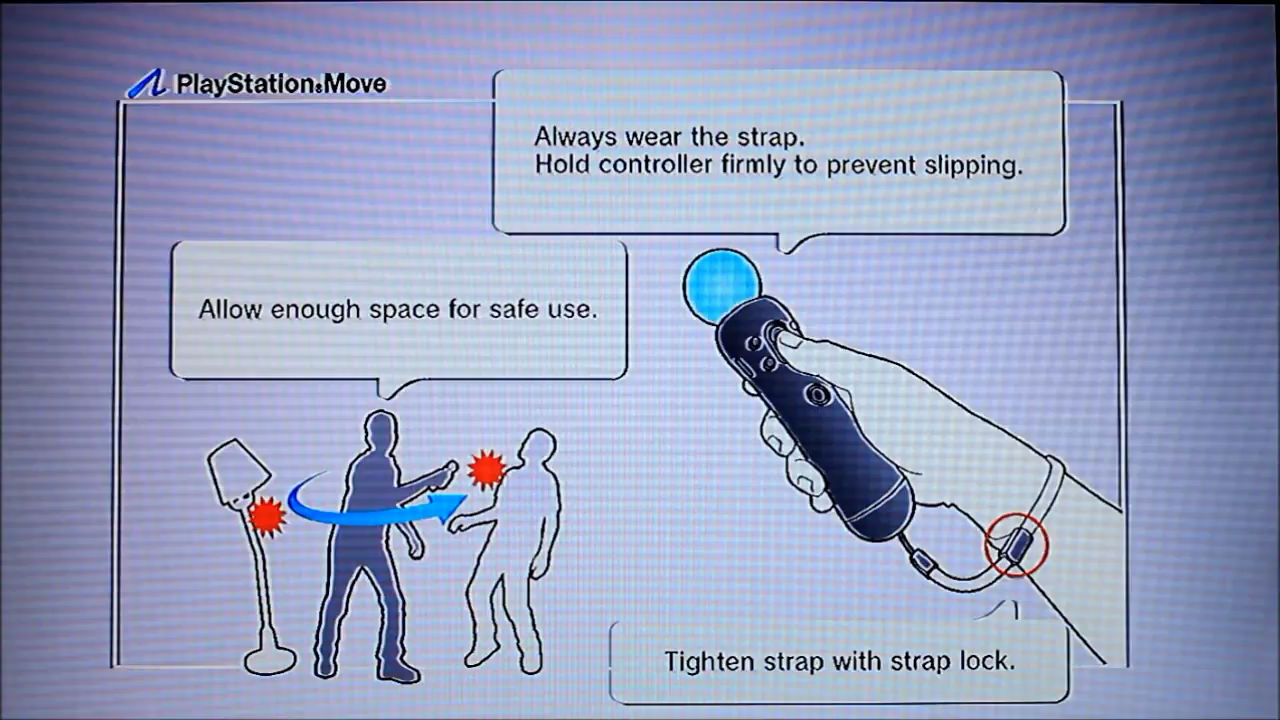 PlayStation®Move
Always wear the strap.
Hold controller firmly to prevent slipping.
Allow enough space for safe use.
Tighten strap with strap lock.